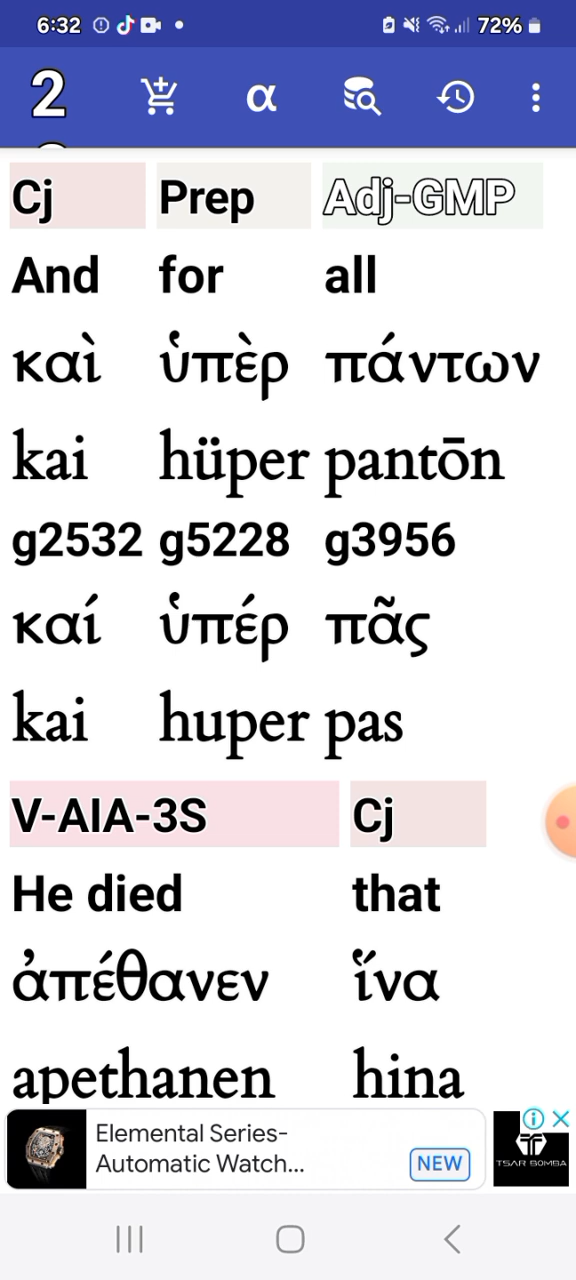 6:32 72%
2 α
Cj Prep Adj-GMP
And for all
καὶ ὑπὲρ πάντων
kai hüper pantōn
g2532 g5228 g3956
καί ὑπέρ πᾶς
kai huper pas
V-AIA-3S Cj
He died that
ἀπέθανεν ἵνα
apethanen hina
Elemental Series-
Automatic Watch...
NEW
TSAR BOMBA